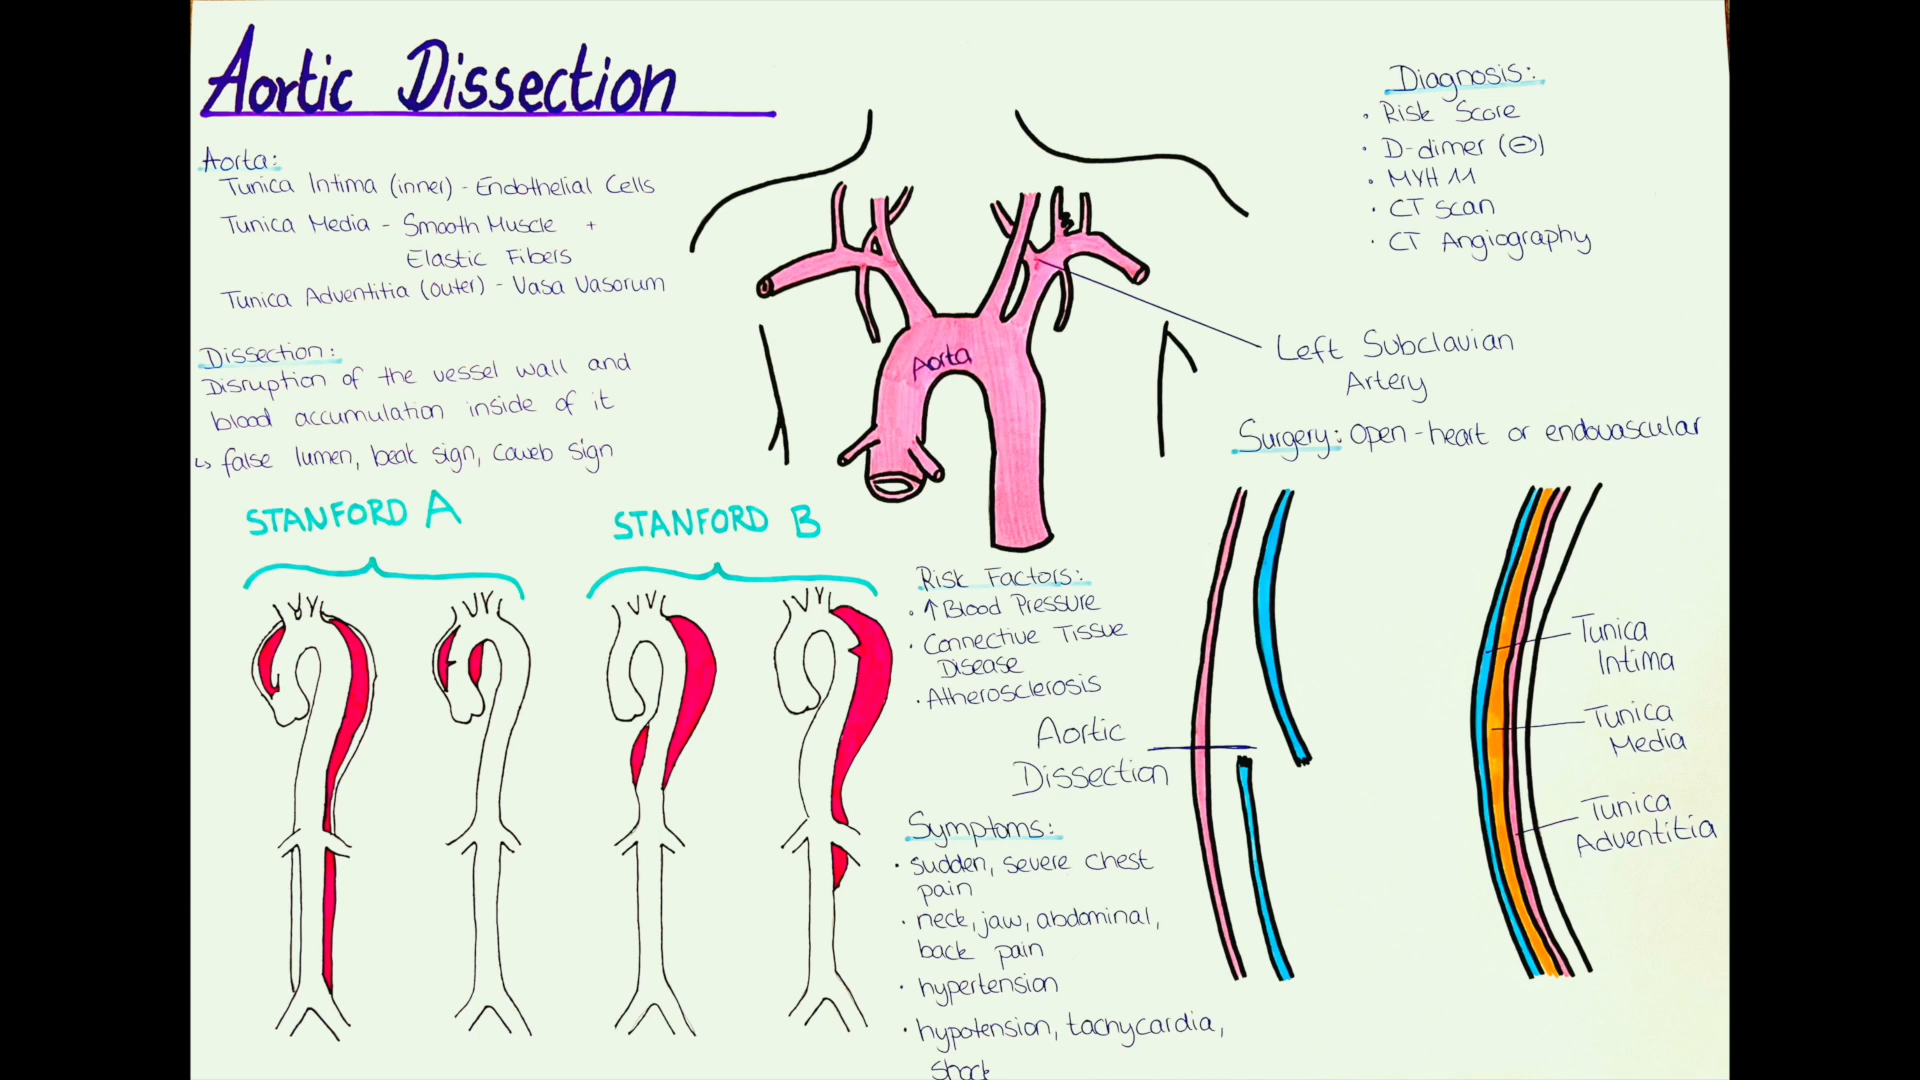 Aortic Dissection
Aorta:
Tunica Intima (inner) - Endothelial Cells
Tunica Media - Smooth Muscle +
Elastic Fibers
Tunica Adventitia (outer) - Vasa Vasorum
Dissection:
Disruption of the vessel wall and
blood accumulation inside of it
↳ false lumen, beak sign, coweb sign
STANFORD A
STANFORD B
Aorta
Diagnosis:
• Risk Score
• D-dimer (⊖)
• MYH 11
• CT scan
• CT Angiography
Left Subclavian
Artery
Surgery: Open-heart or endovascular
Risk Factors:
• ↑ Blood Pressure
• Connective Tissue
Disease
• Atherosclerosis
Aortic
Dissection
Symptoms:
• sudden, severe chest
pain
• neck, jaw, abdominal,
back pain
• hypertension
• hypotension, tachycardia,
shock
Tunica
Intima
Tunica
Media
Tunica
Adventitia